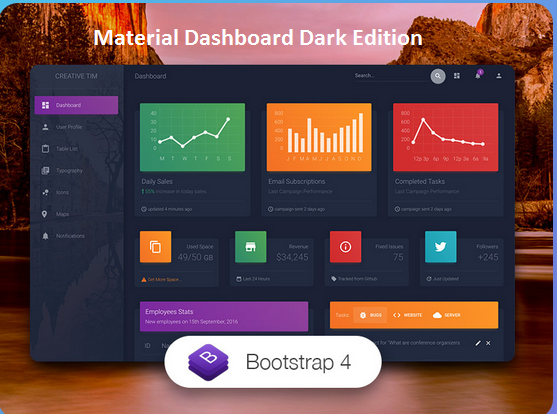 Material Dashboard Dark Edition
CREATIVE TIM
Dashboard
Search...
Dashboard
User Profile
Table List
Typography
Icons
Maps
Notifications
40
30
20
10
0
M T W T F S S
Daily Sales
55% increase in today sales.
updated 4 minutes ago
800
600
400
200
0
J F M A M J J A S O N D
Email Subscriptions
Last Campaign Performance
campaign sent 2 days ago
800
600
400
200
0
12p 3p 6p 9p 12a 3a 6a 9a
Completed Tasks
Last Campaign Performance
campaign sent 2 days ago
Used Space
49/50 GB
Get More Space...
Revenue
$34,245
Last 24 Hours
Fixed Issues
75
Tracked from Github
Followers
+245
Just Updated
Employees Stats
New employees on 15th September, 2016
ID
Tasks:
BUGS
WEBSITE
SERVER
"What are conference organizers
Bootstrap 4